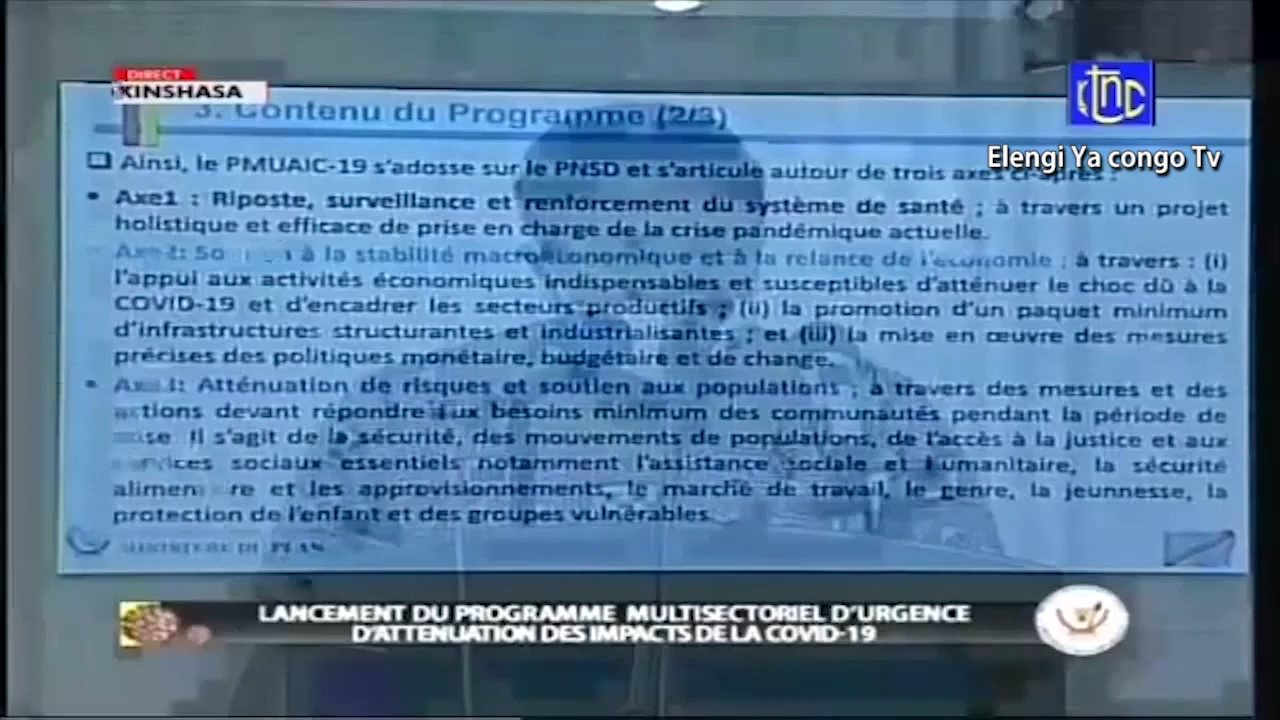 DIRECT
KINSHASA
3. Contenu du Programme (2/3)
rtnc
Elengi Ya congo Tv
❑ Ainsi, le PMUAIC-19 s'adosse sur le PNSD et s'articule autour de trois axes ci-après :
• Axe1 : Riposte, surveillance et renforcement du système de santé ; à travers un projet
holistique et efficace de prise en charge de la crise pandémique actuelle.
à la stabilité macroéconomique et à la relance de l'économie ; à travers : (i)
l'appui aux activités économiques indispensables et susceptibles d'atténuer le choc dû à la
COVID-19 et d'encadrer les secteurs productifs ; (ii) la promotion d'un paquet minimum
d'infrastructures structurantes et industrialisantes ; et (iii) la mise en œuvre des mesures
précises des politiques monétaire, budgétaire et de change.
• Atténuation de risques et soutien aux populations ; à travers des mesures et des
actions devant répondre aux besoins minimum des communautés pendant la période de
Il s'agit de la sécurité, des mouvements de populations, de l'accès à la justice et aux
services sociaux essentiels notamment l'assistance sociale et humanitaire, la sécurité
et les approvisionnements, le marché de travail, le genre, la jeunnesse, la
protection de l'enfant et des groupes vulnérables
MINISTERE DU PLAN
LANCEMENT DU PROGRAMME MULTISECTORIEL D'URGENCE
D'ATTENUATION DES IMPACTS DE LA COVID-19